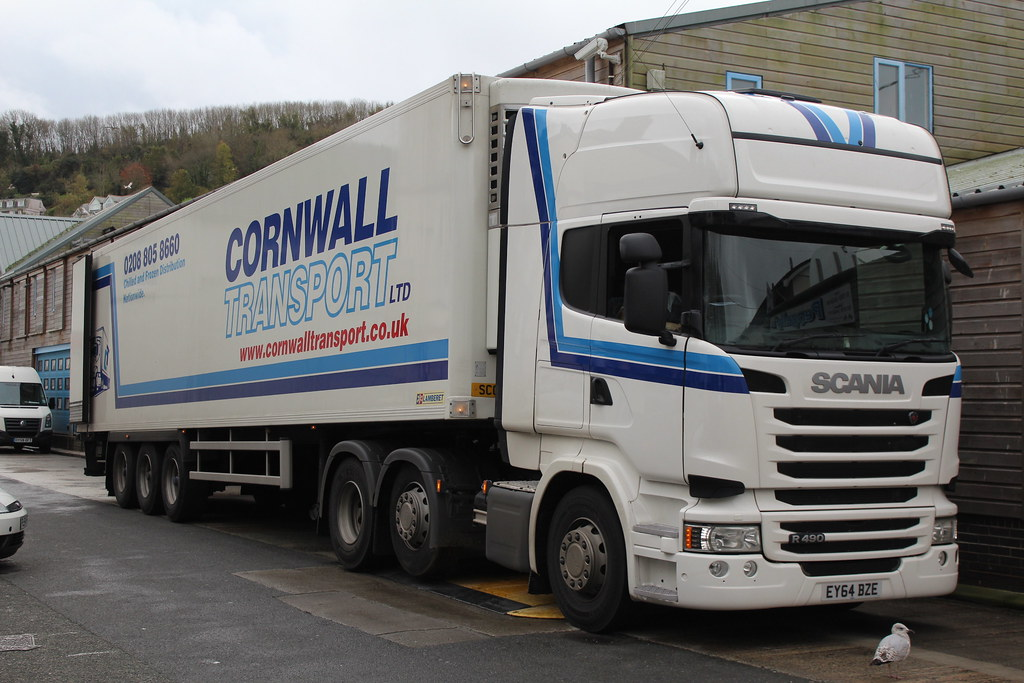 0208 805 8660
Chilled and Frozen Distribution
Nationwide.
CORNWALL
TRANSPORT LTD
www.cornwalltransport.co.uk
LAMBERET
SCANIA
R 490
EY64 BZE